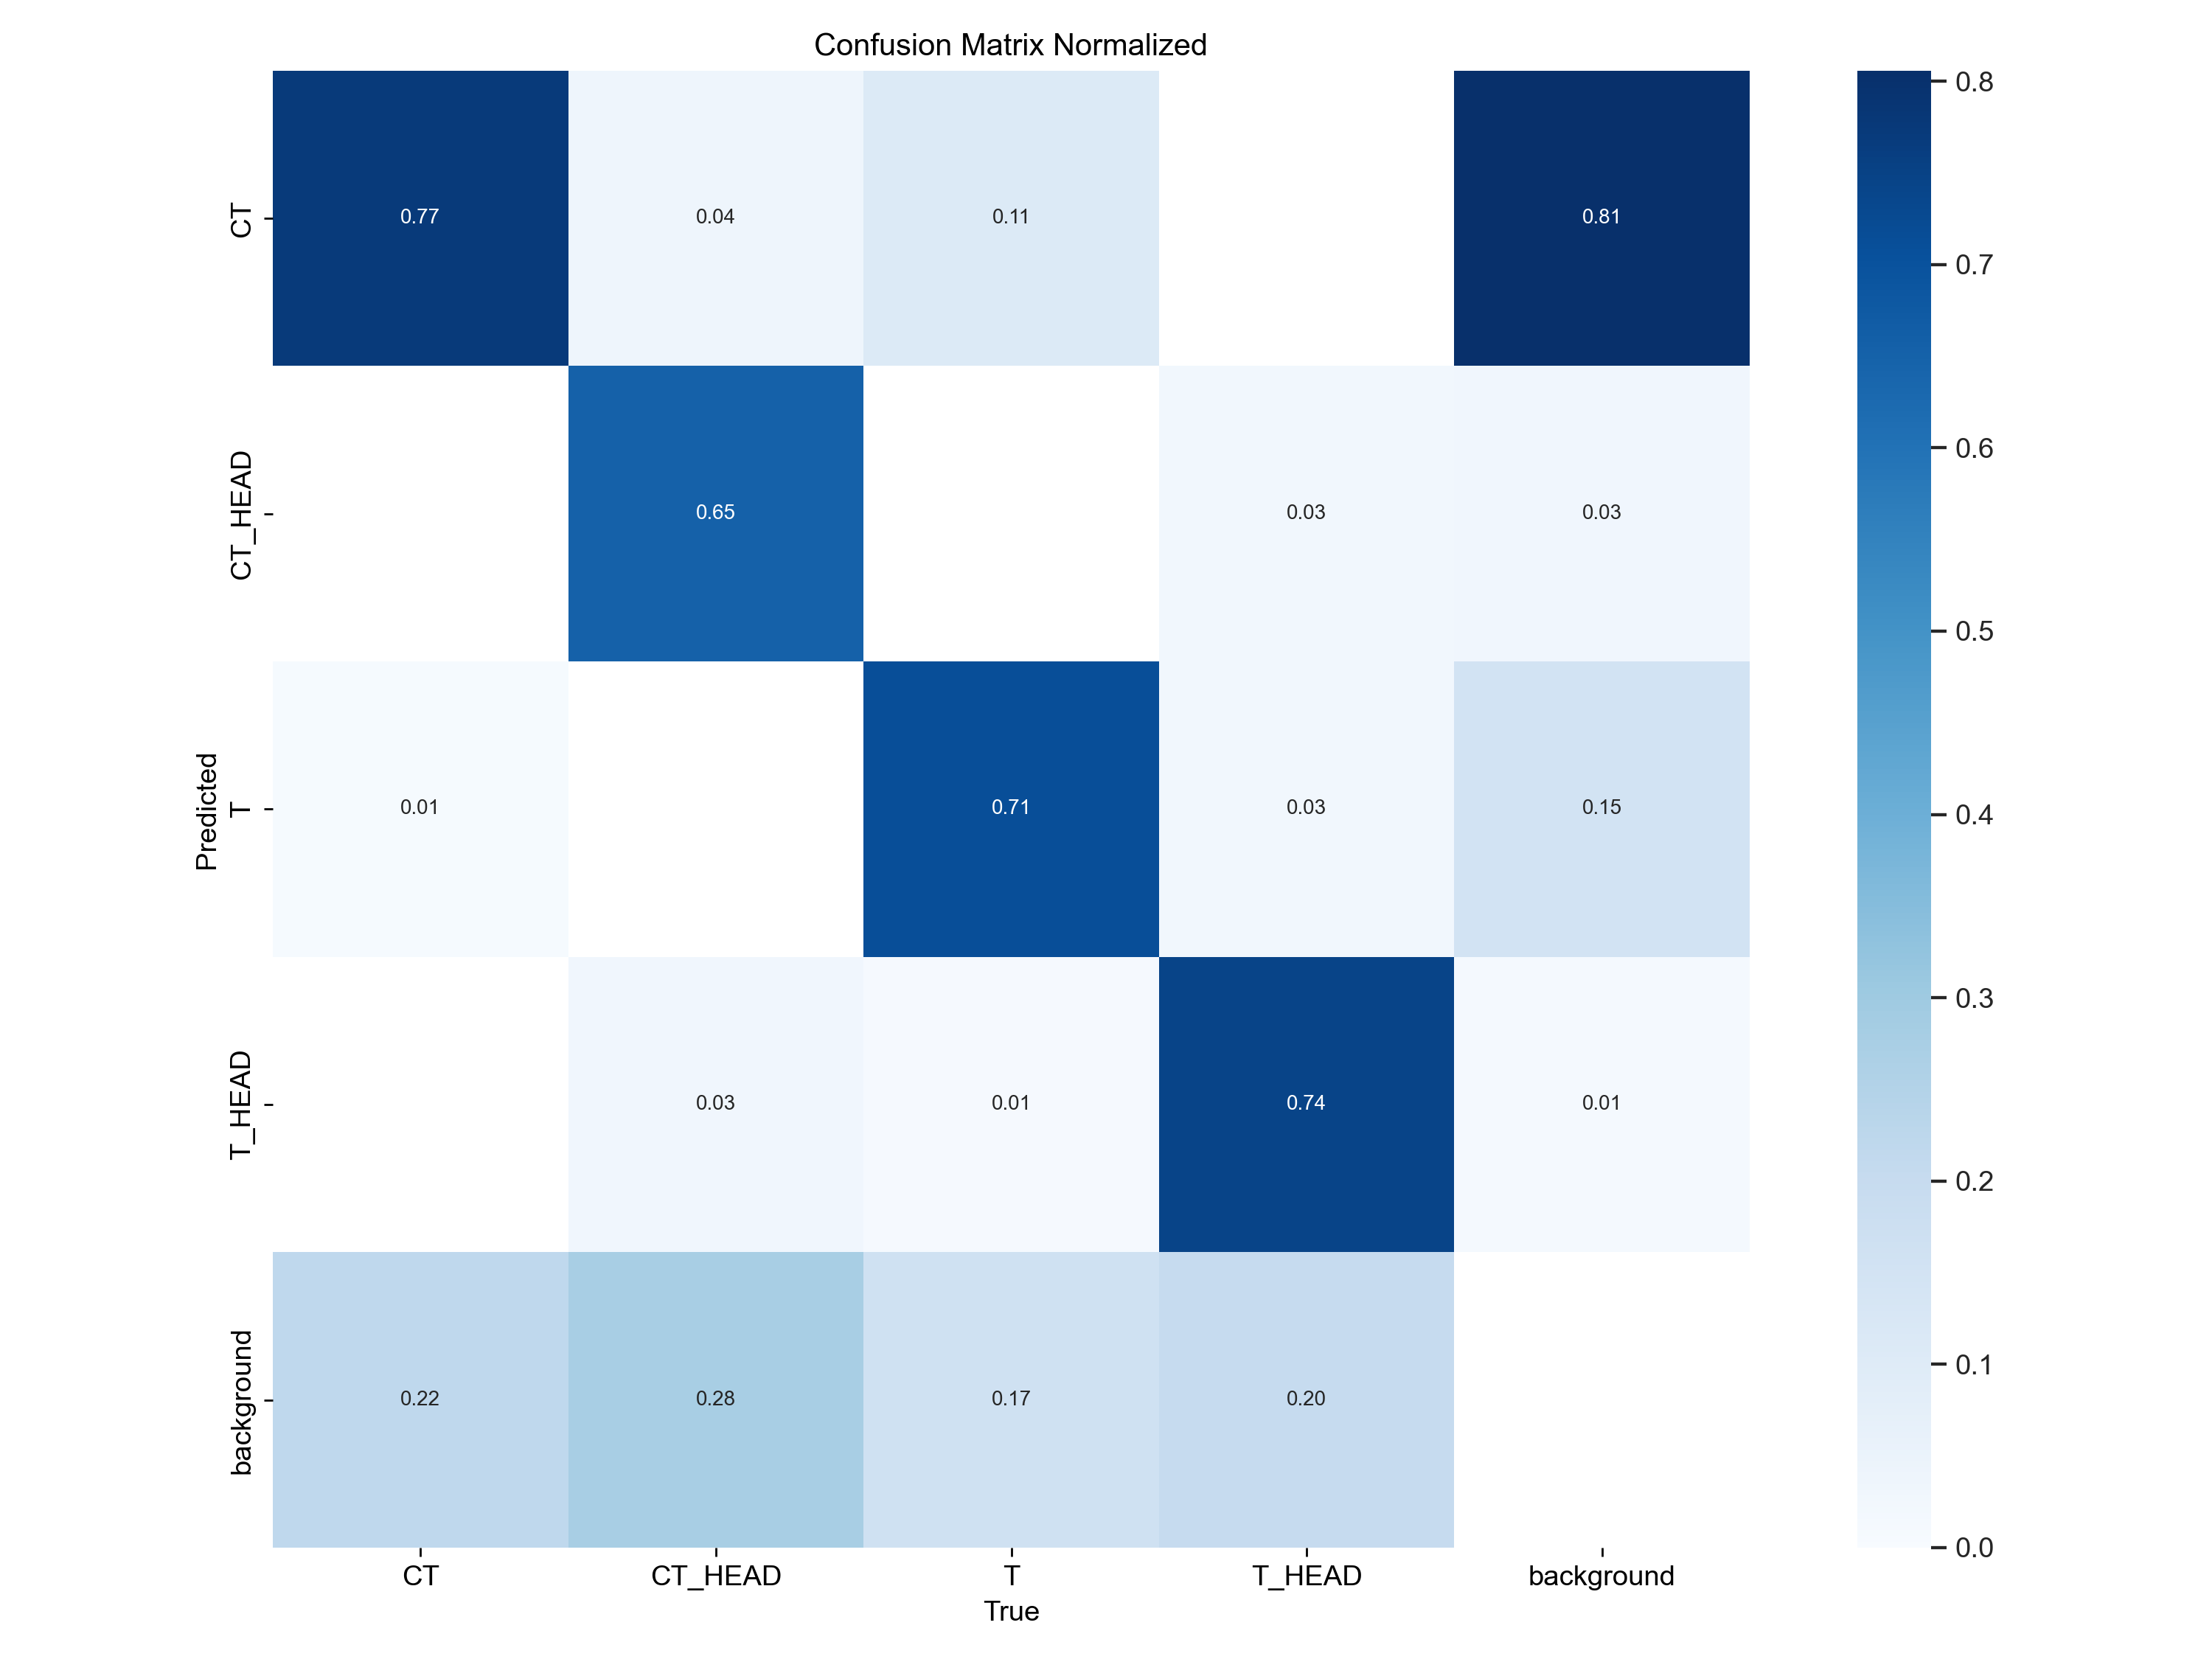 Confusion Matrix Normalized
CT 0.77 0.04 0.11 0.81
CT_HEAD 0.65 0.03 0.03
T 0.01 0.71 0.03 0.15
T_HEAD 0.03 0.01 0.74 0.01
background 0.22 0.28 0.17 0.20
Predicted
CT CT_HEAD T T_HEAD background
True
0.8
0.7
0.6
0.5
0.4
0.3
0.2
0.1
0.0